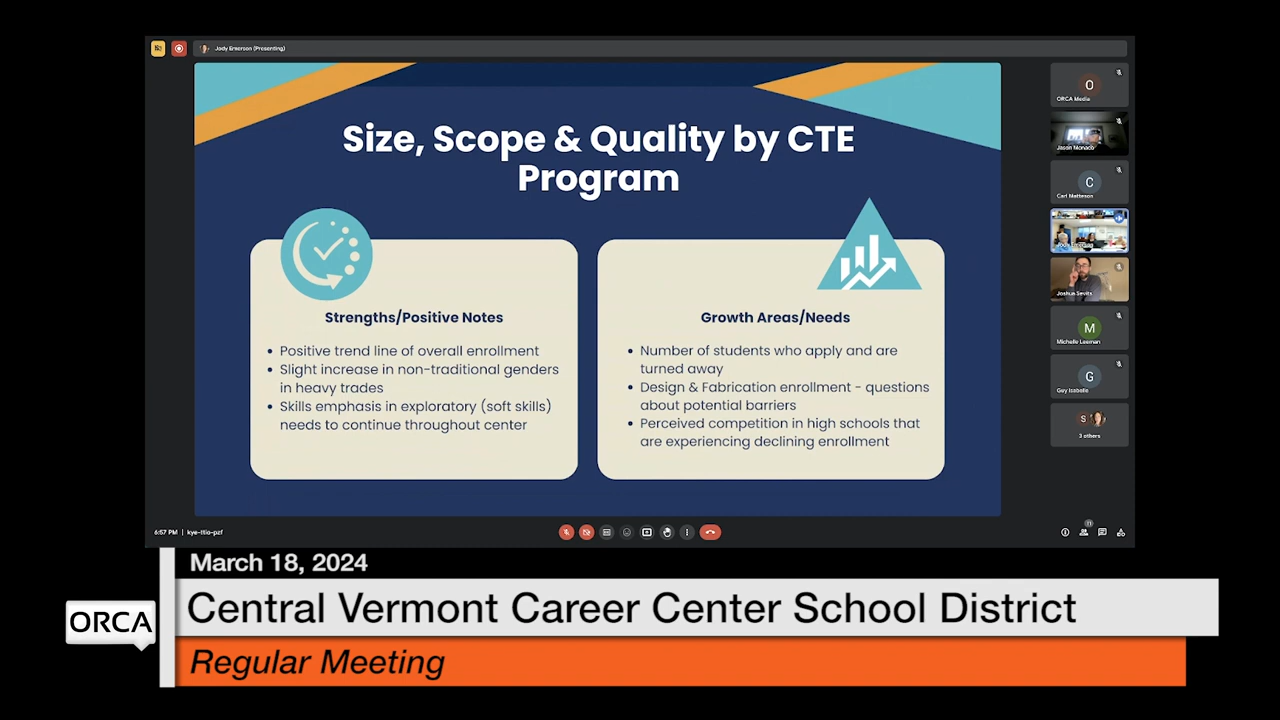 Jody Emerson (Presenting)
Size, Scope & Quality by CTE
Program
Strengths/Positive Notes
• Positive trend line of overall enrollment
• Slight increase in non-traditional genders
in heavy trades
• Skills emphasis in exploratory (soft skills)
needs to continue throughout center
Growth Areas/Needs
• Number of students who apply and are
turned away
• Design & Fabrication enrollment - questions
about potential barriers
• Perceived competition in high schools that
are experiencing declining enrollment
O
ORCA Media
Jason Monaco
C
Carl Matteson
Joshua Sevits
M
Michelle Leeman
G
Guy Isabelle
S
3 others
6:57 PM | kye-ttio-pzf
11
March 18, 2024
ORCA
Central Vermont Career Center School District
Regular Meeting